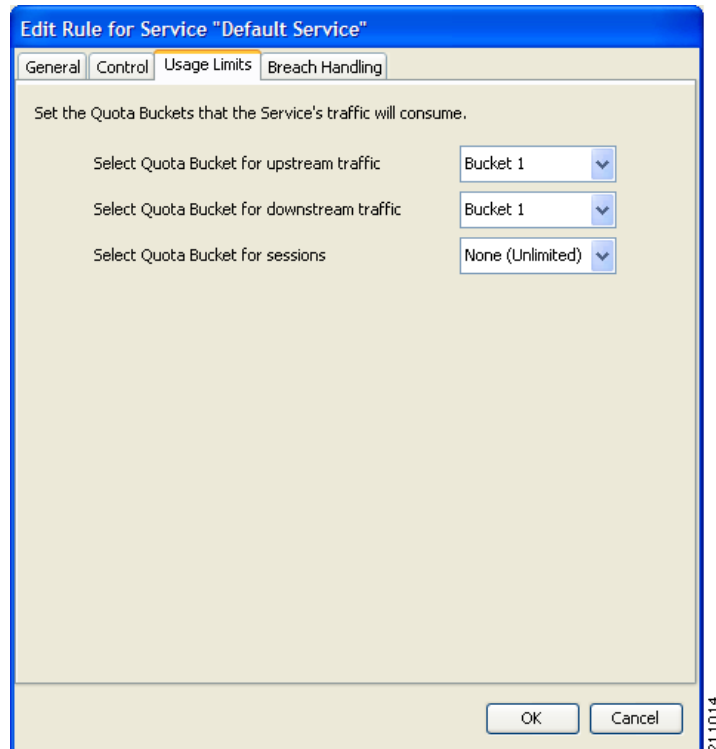 Edit Rule for Service "Default Service"
General Control Usage Limits Breach Handling
Set the Quota Buckets that the Service's traffic will consume.
Select Quota Bucket for upstream traffic Bucket 1
Select Quota Bucket for downstream traffic Bucket 1
Select Quota Bucket for sessions None (Unlimited)
OK Cancel
211014